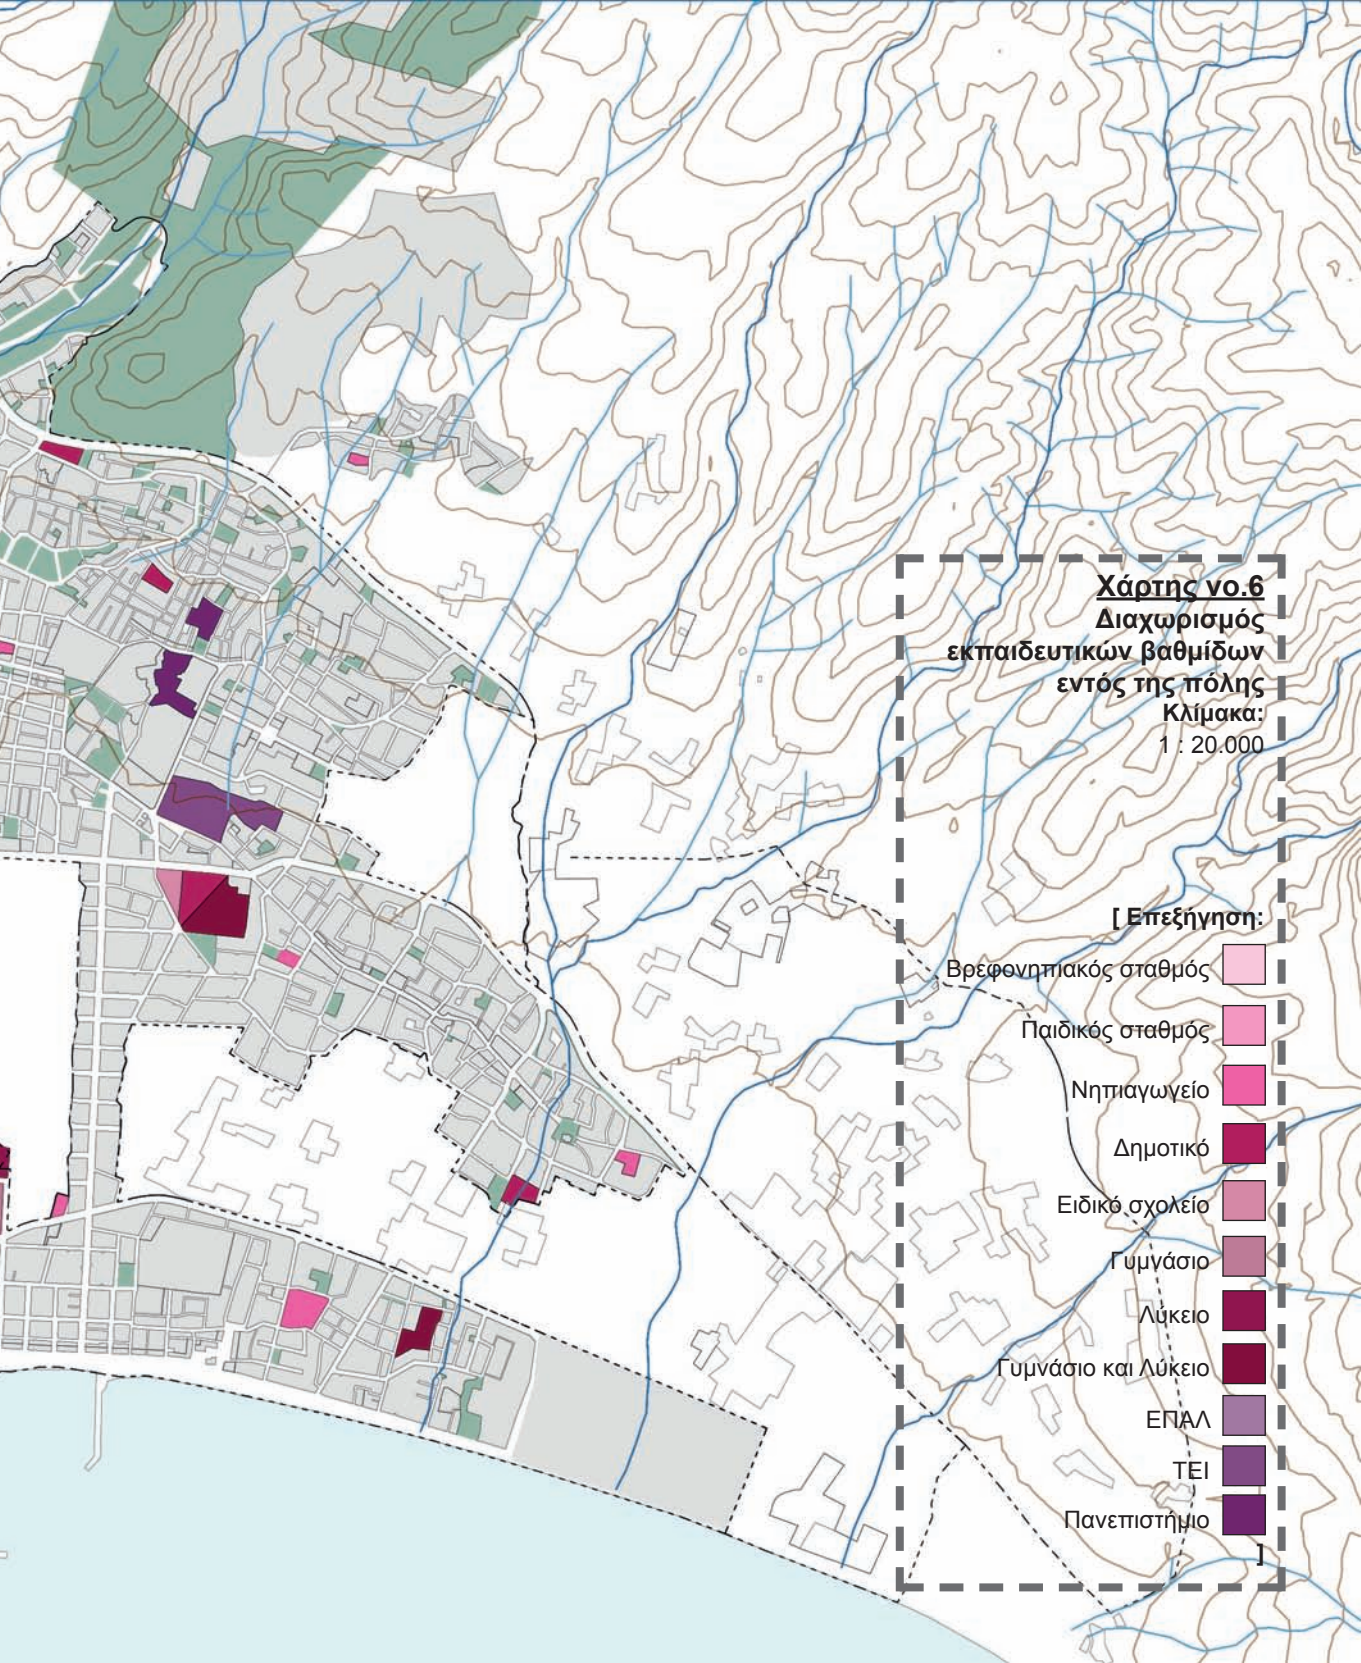 Χάρτης νο.6
Διαχωρισμός
εκπαιδευτικών βαθμίδων
εντός της πόλης
Κλίμακα:
1 : 20.000
[ Επεξήγηση:
Βρεφονηπιακός σταθμός
Παιδικός σταθμός
Νηπιαγωγείο
Δημοτικό
Ειδικό σχολείο
Γυμνάσιο
Λύκειο
Γυμνάσιο και Λύκειο
ΕΠΑΛ
ΤΕΙ
Πανεπιστήμιο
]